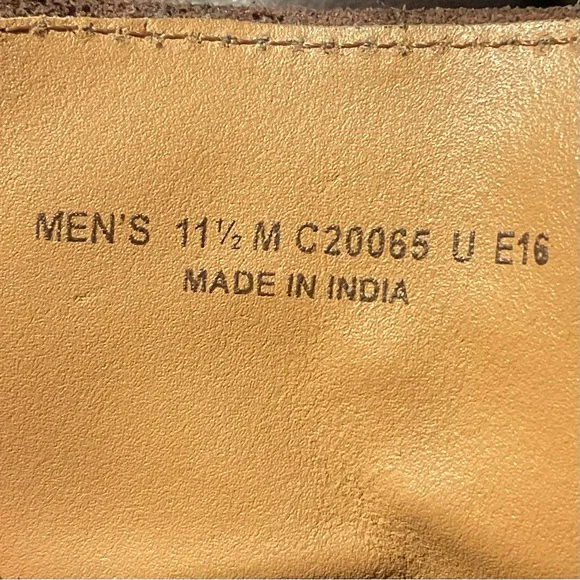 MEN'S 11½ M C20065 U E16
MADE IN INDIA